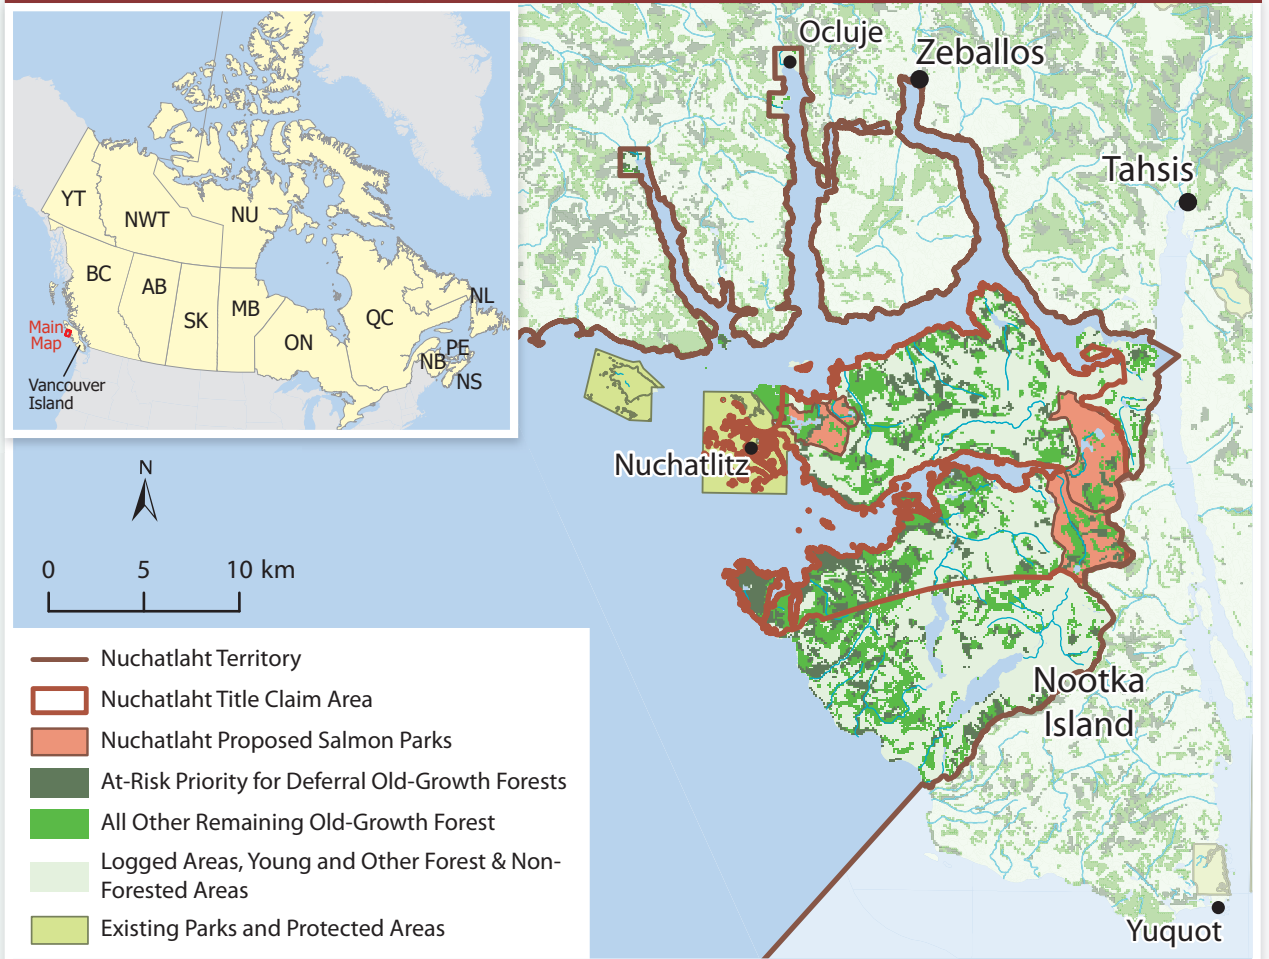 YT
NWT
NU
BC
AB
SK
MB
ON
QC
NL
PE
NB
NS
Main
Map
Vancouver
Island
Ocluje
Zeballos
Tahsis
Nuchatlitz
Nootka
Island
Yuquot
N
0 5 10 km
Nuchatlaht Territory
Nuchatlaht Title Claim Area
Nuchatlaht Proposed Salmon Parks
At-Risk Priority for Deferral Old-Growth Forests
All Other Remaining Old-Growth Forest
Logged Areas, Young and Other Forest & Non-
Forested Areas
Existing Parks and Protected Areas